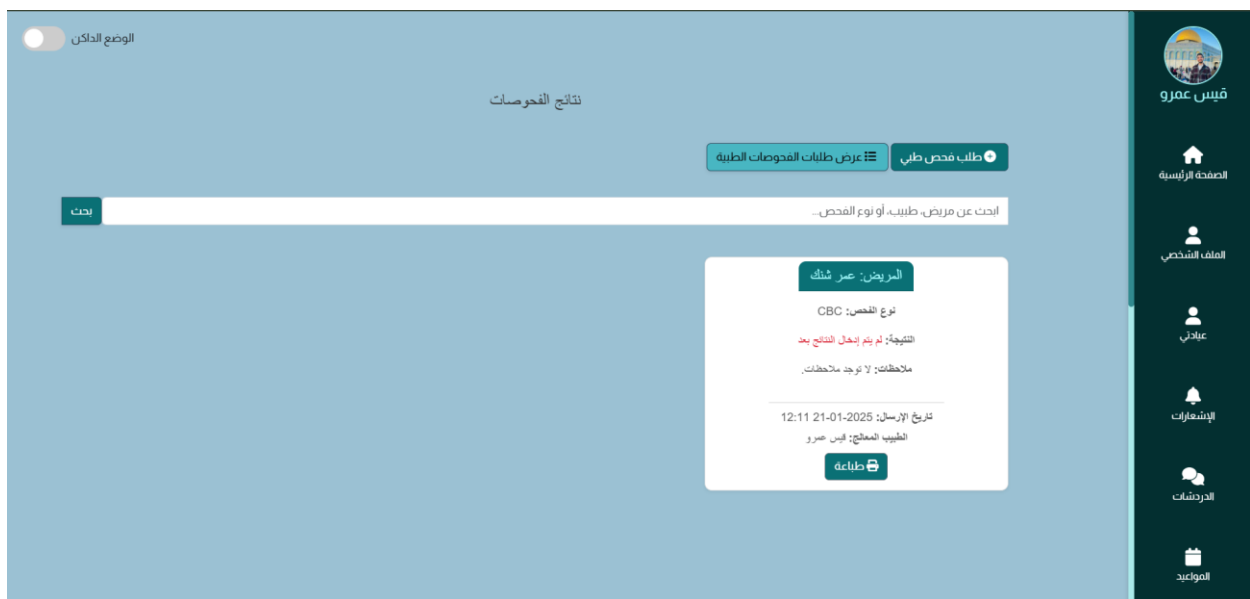 قيس عمرو
الصفحة الرئيسية
الملف الشخصي
عيادتي
الإشعارات
الدردشات
المواعيد
الوضع الداكن
نتائج الفحوصات
طلب فحص طبي
عرض طلبات الفحوصات الطبية
ابحث عن مريض، طبيب، أو نوع الفحص...
بحث
المريض: عمر شنك
نوع الفحص: CBC
النتيجة: لم يتم إدخال النتائج بعد
ملاحظات: لا توجد ملاحظات.
تاريخ الإرسال: 2025-01-21 12:11
الطبيب المعالج: قيس عمرو
طباعة